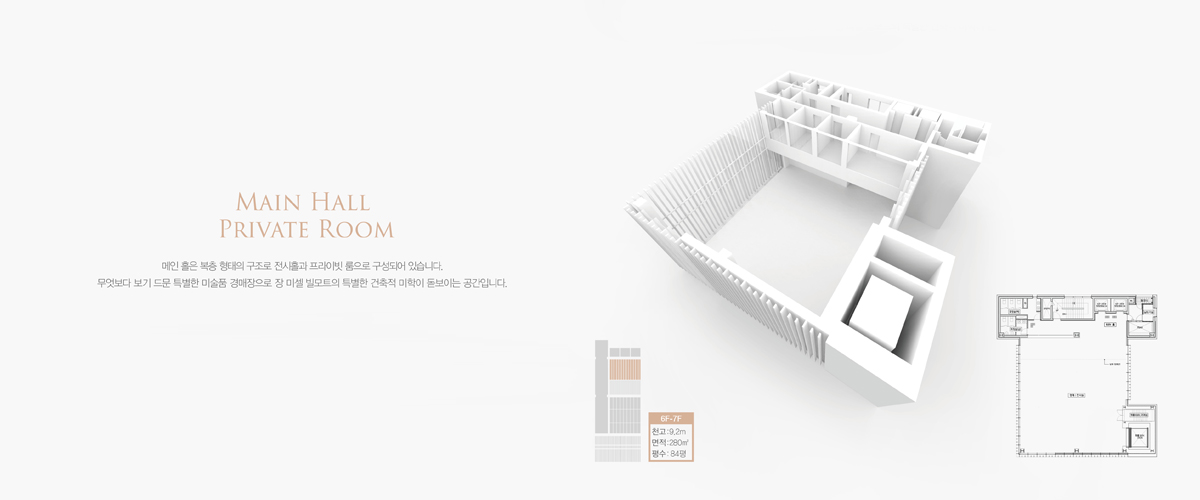 MAIN HALL
PRIVATE ROOM
메인 홀은 복층 형태의 구조로 전시홀과 프라이빗 룸으로 구성되어 있습니다.
무엇보다 보기 드문 특별한 미술품 경매장으로 장 미셸 빌모트의 특별한 건축적 미학이 돋보이는 공간입니다.
6F-7F
천고:9.2m
면적:280㎡
평수: 84평